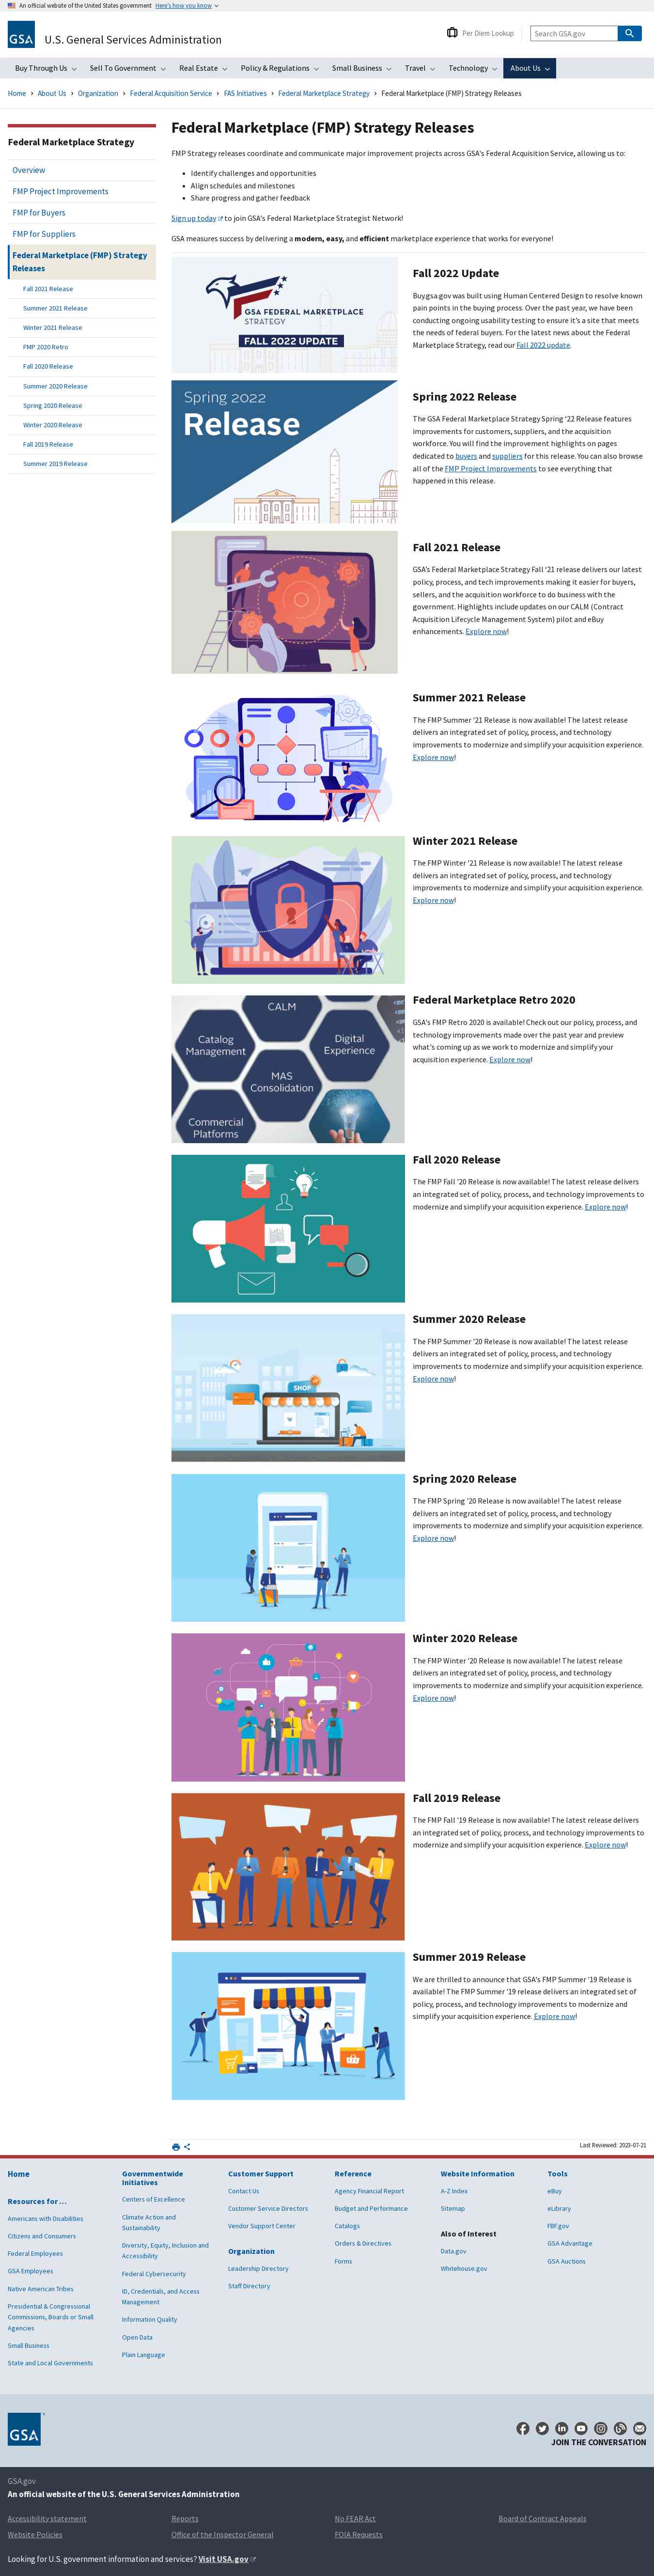 An official website of the United States government Here's how you know
GSA U.S. General Services Administration
Per Diem Lookup
Search GSA.gov
Buy Through Us Sell To Government Real Estate Policy & Regulations Small Business Travel Technology About Us
Home > About Us > Organization > Federal Acquisition Service > FAS Initiatives > Federal Marketplace Strategy > Federal Marketplace (FMP) Strategy Releases
Federal Marketplace Strategy
Overview
FMP Project Improvements
FMP for Buyers
FMP for Suppliers
Federal Marketplace (FMP) Strategy
Releases
Fall 2021 Release
Summer 2021 Release
Winter 2021 Release
FMP 2020 Retro
Fall 2020 Release
Summer 2020 Release
Spring 2020 Release
Winter 2020 Release
Fall 2019 Release
Summer 2019 Release
Federal Marketplace (FMP) Strategy Releases
FMP Strategy releases coordinate and communicate major improvement projects across GSA's Federal Acquisition Service, allowing us to:
• Identify challenges and opportunities
• Align schedules and milestones
• Share progress and gather feedback
Sign up today to join GSA's Federal Marketplace Strategist Network!
GSA measures success by delivering a modern, easy, and efficient marketplace experience that works for everyone!
GSA FEDERAL MARKETPLACE
STRATEGY
FALL 2022 UPDATE
Fall 2022 Update
Buy.gsa.gov was built using Human Centered Design to resolve known
pain points in the buying process. Over the past year, we have been
conducting ongoing usability testing to ensure it's a site that meets
the needs of federal buyers. For the latest news about the Federal
Marketplace Strategy, read our Fall 2022 update.
Spring 2022
Release
Spring 2022 Release
The GSA Federal Marketplace Strategy Spring '22 Release features
improvements for customers, suppliers, and the acquisition
workforce. You will find the improvement highlights on pages
dedicated to buyers and suppliers for this release. You can also browse
all of the FMP Project Improvements to see everything that
happened in this release.
Fall 2021 Release
GSA's Federal Marketplace Strategy Fall '21 release delivers our latest
policy, process, and tech improvements making it easier for buyers,
sellers, and the acquisition workforce to do business with the
government. Highlights include updates on our CALM (Contract
Acquisition Lifecycle Management System) pilot and eBuy
enhancements. Explore now!
Summer 2021 Release
The FMP Summer '21 Release is now available! The latest release
delivers an integrated set of policy, process, and technology
improvements to modernize and simplify your acquisition experience.
Explore now!
Winter 2021 Release
The FMP Winter '21 Release is now available! The latest release
delivers an integrated set of policy, process, and technology
improvements to modernize and simplify your acquisition experience.
Explore now!
CALM
Catalog
Management
Digital
Experience
MAS
Consolidation
Commercial
Platforms
Federal Marketplace Retro 2020
GSA's FMP Retro 2020 is available! Check out our policy, process, and
technology improvements made over the past year and preview
what's coming up as we work to modernize and simplify your
acquisition experience. Explore now!
Fall 2020 Release
The FMP Fall '20 Release is now available! The latest release delivers
an integrated set of policy, process, and technology improvements to
modernize and simplify your acquisition experience. Explore now!
SHOP
Summer 2020 Release
The FMP Summer '20 Release is now available! The latest release
delivers an integrated set of policy, process, and technology
improvements to modernize and simplify your acquisition experience.
Explore now!
Spring 2020 Release
The FMP Spring '20 Release is now available! The latest release
delivers an integrated set of policy, process, and technology
improvements to modernize and simplify your acquisition experience.
Explore now!
Winter 2020 Release
The FMP Winter '20 Release is now available! The latest release
delivers an integrated set of policy, process, and technology
improvements to modernize and simplify your acquisition experience.
Explore now!
Fall 2019 Release
The FMP Fall '19 Release is now available! The latest release delivers
an integrated set of policy, process, and technology improvements to
modernize and simplify your acquisition experience. Explore now!
Summer 2019 Release
We are thrilled to announce that GSA's FMP Summer '19 Release is
available! The FMP Summer '19 release delivers an integrated set of
policy, process, and technology improvements to modernize and
simplify your acquisition experience. Explore now!
Last Reviewed: 2023-07-21
Home
Resources for …
Americans with Disabilities
Citizens and Consumers
Federal Employees
GSA Employees
Native American Tribes
Presidential & Congressional
Commissions, Boards or Small
Agencies
Small Business
State and Local Governments
Governmentwide
Initiatives
Centers of Excellence
Climate Action and
Sustainability
Diversity, Equity, Inclusion and
Accessibility
Federal Cybersecurity
ID, Credentials, and Access
Management
Information Quality
Open Data
Plain Language
Customer Support
Contact Us
Customer Service Directors
Vendor Support Center
Organization
Leadership Directory
Staff Directory
Reference
Agency Financial Report
Budget and Performance
Catalogs
Orders & Directives
Forms
Website Information
A-Z Index
Sitemap
Also of Interest
Data.gov
Whitehouse.gov
Tools
eBuy
eLibrary
FBF.gov
GSA Advantage
GSA Auctions
GSA
JOIN THE CONVERSATION
GSA.gov
An official website of the U.S. General Services Administration
Accessibility statement Reports No FEAR Act Board of Contract Appeals
Website Policies Office of the Inspector General FOIA Requests
Looking for U.S. government information and services? Visit USA.gov